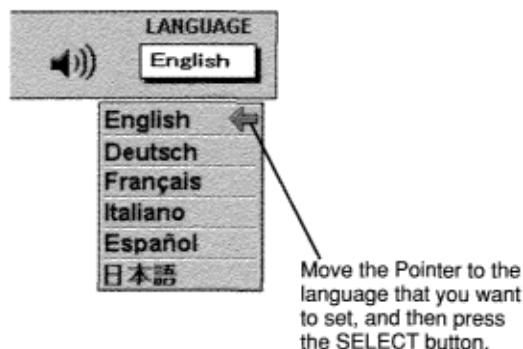 LANGUAGE
English
English
Deutsch
Français
Italiano
Español
日本語
Move the Pointer to the
language that you want
to set, and then press
the SELECT button.